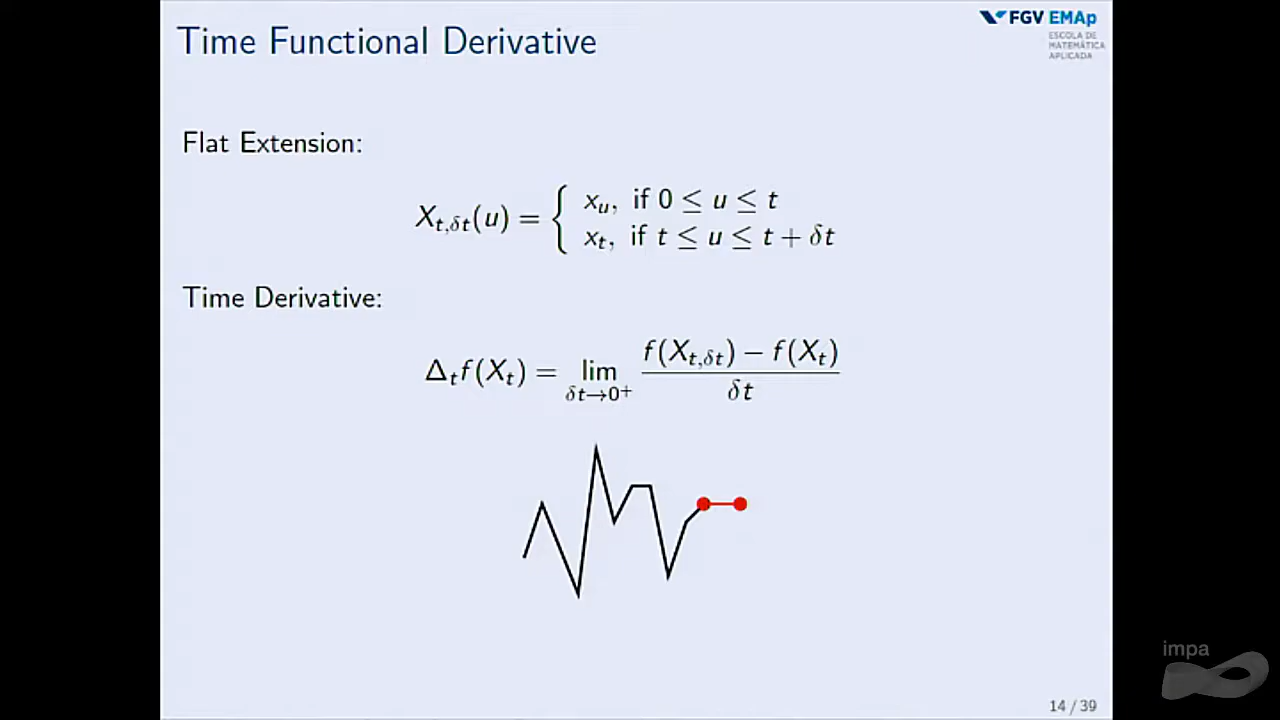 Time Functional Derivative
FGV EMAp
ESCOLA DE
MATEMÁTICA
APLICADA
Flat Extension:
X_{t,δt}(u) = { x_u, if 0 ≤ u ≤ t
x_t, if t ≤ u ≤ t + δt
Time Derivative:
Δ_t f(X_t) = lim_{δt→0⁺} (f(X_{t,δt}) − f(X_t)) / δt
impa
14 / 39